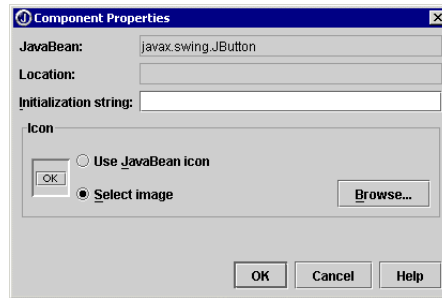 Component Properties
JavaBean: javax.swing.JButton
Location:
Initialization string:
Icon
Use JavaBean icon
OK
Select image
Browse...
OK Cancel Help